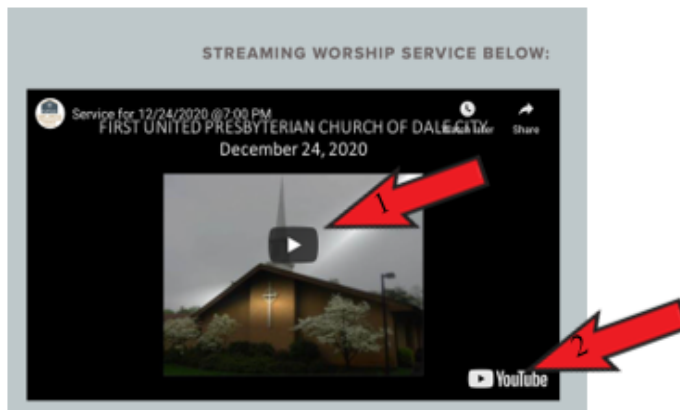 STREAMING WORSHIP SERVICE BELOW:
Service for 12/24/2020 @7:00 PM
FIRST UNITED PRESBYTERIAN CHURCH OF DALE CITY
Share
December 24, 2020
1
2
YouTube